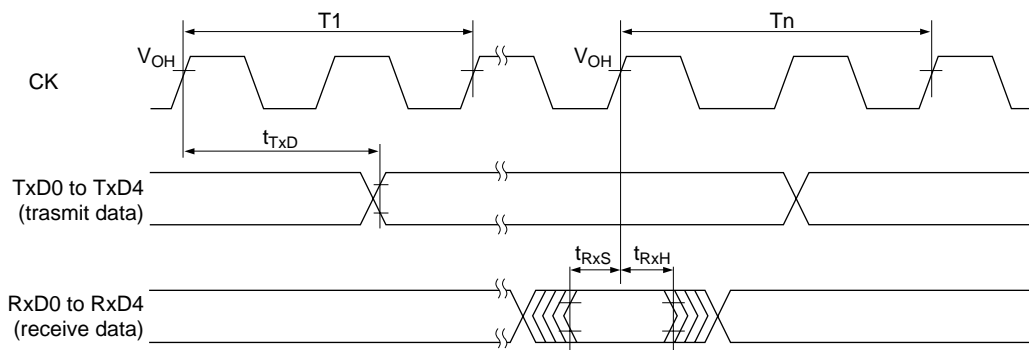 T1
Tn
V_OH
V_OH
CK
t_TxD
TxD0 to TxD4
(trasmit data)
t_RxS
t_RxH
RxD0 to RxD4
(receive data)